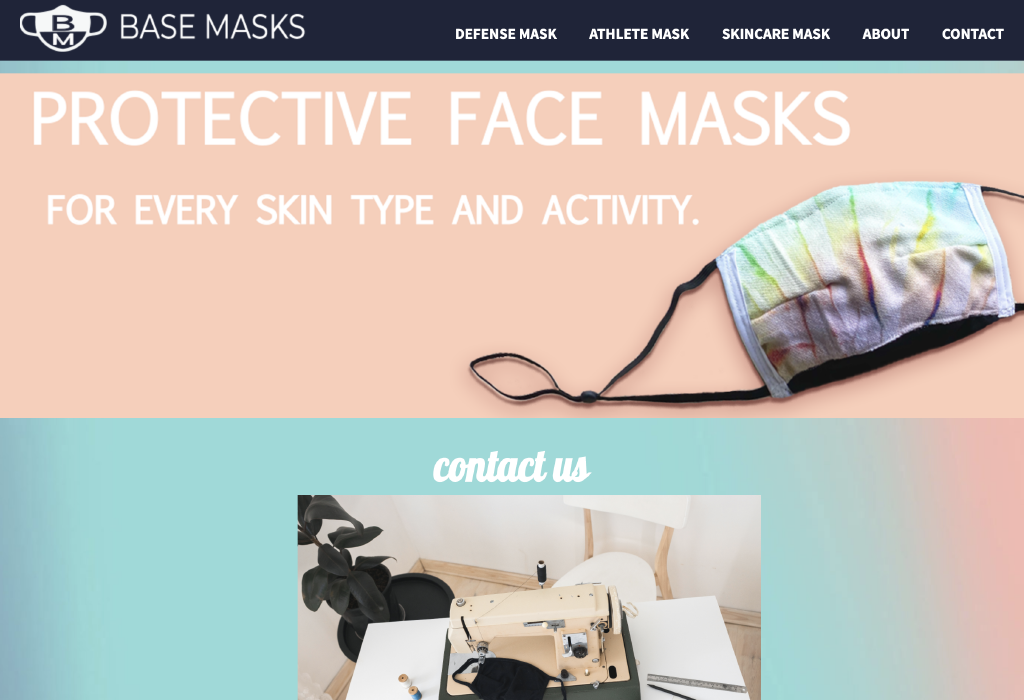 BM BASE MASKS
DEFENSE MASK ATHLETE MASK SKINCARE MASK ABOUT CONTACT
PROTECTIVE FACE MASKS
FOR EVERY SKIN TYPE AND ACTIVITY.
contact us